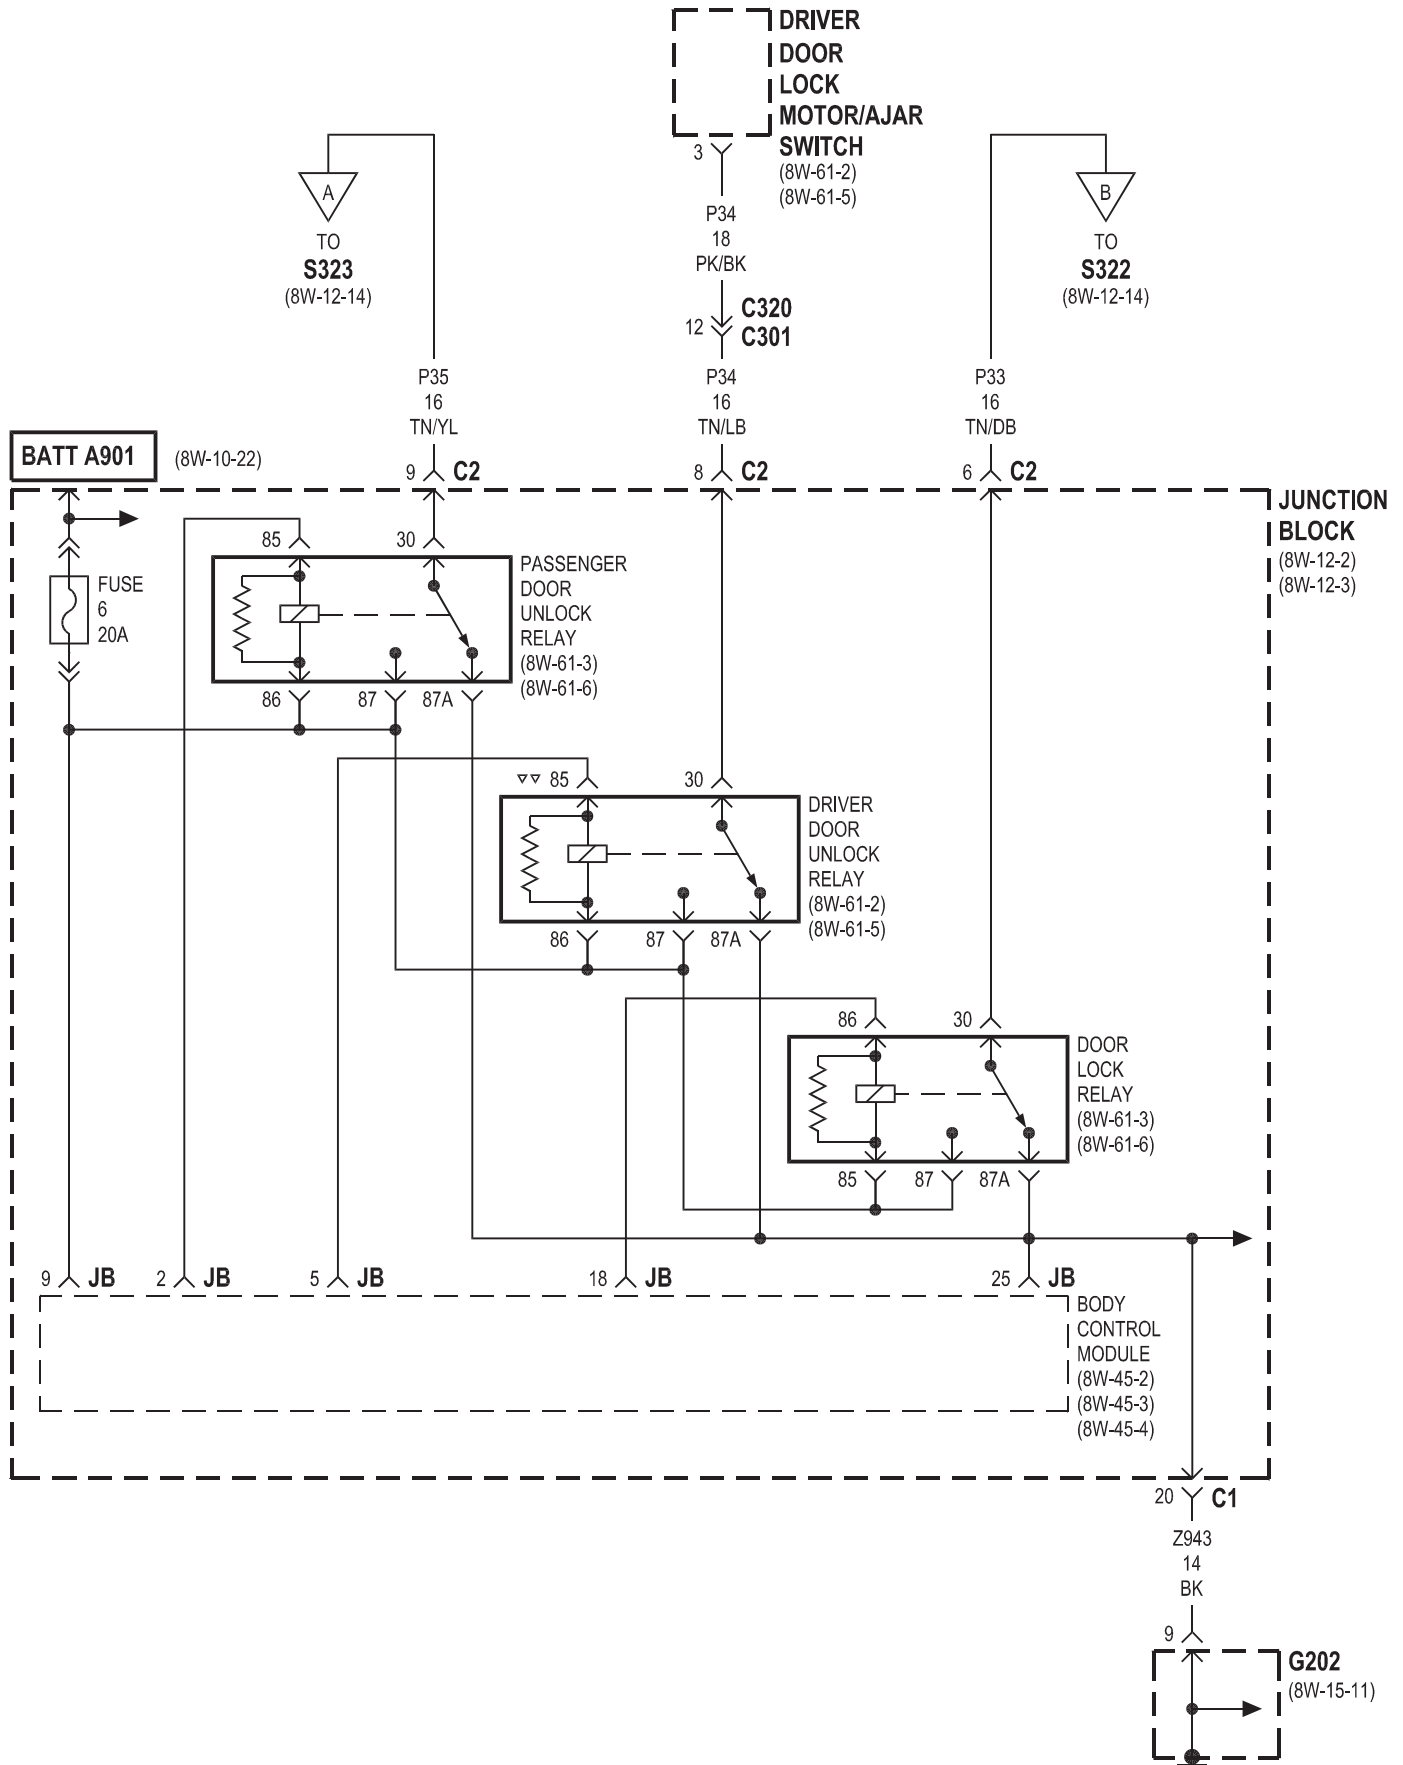 DRIVER
DOOR
LOCK
MOTOR/AJAR
SWITCH
(8W-61-2)
(8W-61-5)
3
A
TO
S323
(8W-12-14)
P34
18
PK/BK
B
TO
S322
(8W-12-14)
12
C320
C301
P35
16
TN/YL
P34
16
TN/LB
P33
16
TN/DB
BATT A901
(8W-10-22)
9
C2
8
C2
6
C2
JUNCTION
BLOCK
(8W-12-2)
(8W-12-3)
85
30
PASSENGER
DOOR
UNLOCK
RELAY
(8W-61-3)
(8W-61-6)
FUSE
6
20A
86
87
87A
85
30
DRIVER
DOOR
UNLOCK
RELAY
(8W-61-2)
(8W-61-5)
86
87
87A
86
30
DOOR
LOCK
RELAY
(8W-61-3)
(8W-61-6)
85
87
87A
9
JB
2
JB
5
JB
18
JB
25
JB
BODY
CONTROL
MODULE
(8W-45-2)
(8W-45-3)
(8W-45-4)
20
C1
Z943
14
BK
9
G202
(8W-15-11)